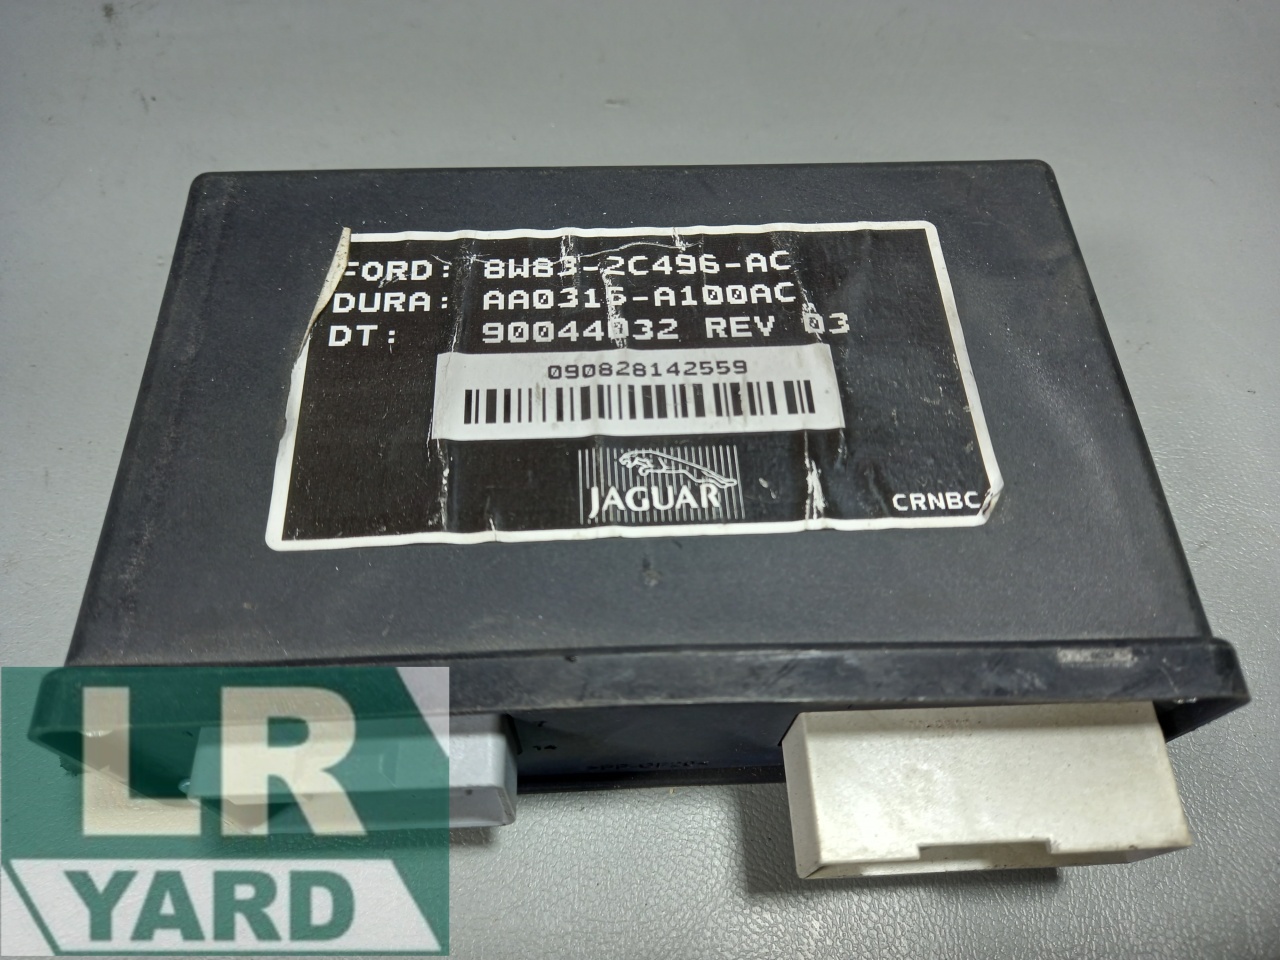 FORD: 8W83-2C496-AC
DURA: AA0316-A100AC
DT: 90044032 REV 03
090828142559
JAGUAR
CRNBC
LR
YARD